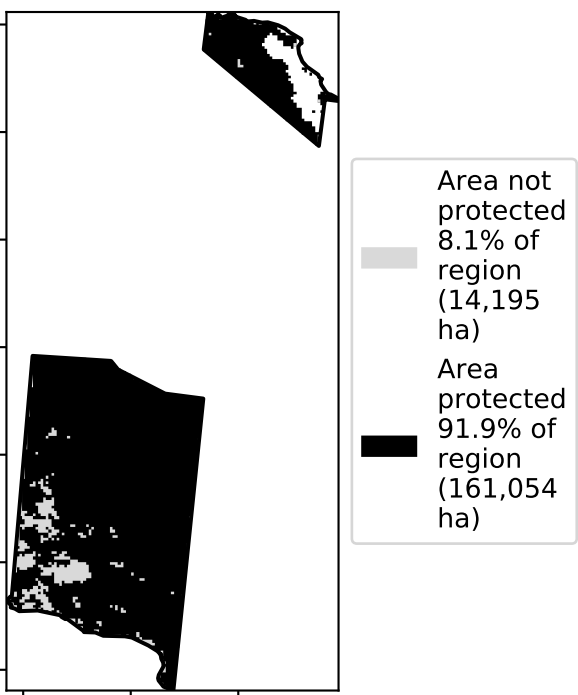 Area not
protected
8.1% of
region
(14,195
ha)
Area
protected
91.9% of
region
(161,054
ha)